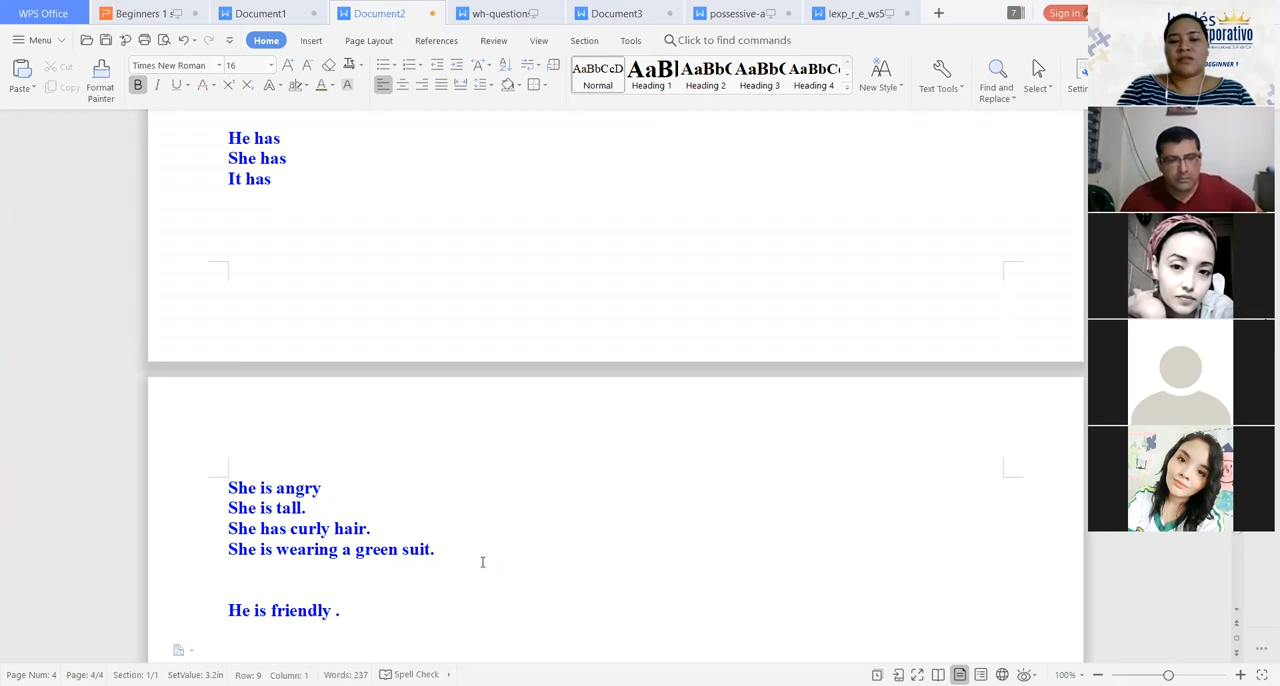 WPS Office
Beginners 1
Document1
Document2
wh-question
Document3
possessive-a
lexp_r_e_ws5
7
Sign in
Menu
Home
Insert
Page Layout
References
Review
View
Section
Tools
Click to find commands
Paste
Cut
Copy
Format Painter
Times New Roman
16
AaBbCcD
Normal
AaBl
Heading 1
AaBbC
Heading 2
AaBbC
Heading 3
AaBbC
Heading 4
New Style
Text Tools
Find and Replace
Select
BEGINNER 1
He has
She has
It has
She is angry
She is tall.
She has curly hair.
She is wearing a green suit.
He is friendly .
Page Num: 4
Page: 4/4
Section: 1/1
SetValue: 3.2in
Row: 9
Column: 1
Words: 237
Spell Check
100%